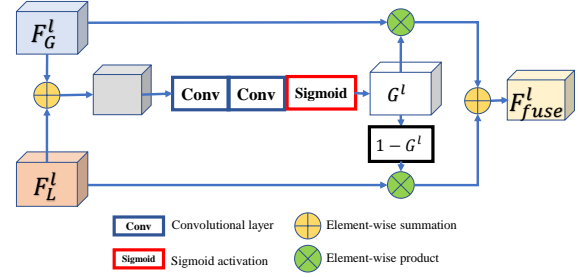 F_G^l
Conv Conv Sigmoid
G^l
F_fuse^l
1 − G^l
F_L^l
Conv Convolutional layer
Element-wise summation
Sigmoid Sigmoid activation
Element-wise product